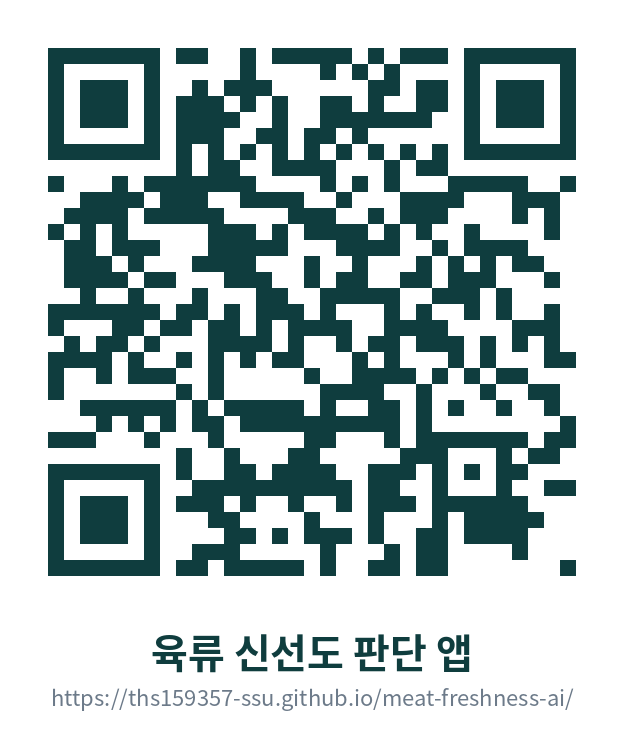 육류 신선도 판단 앱
https://ths159357-ssu.github.io/meat-freshness-ai/